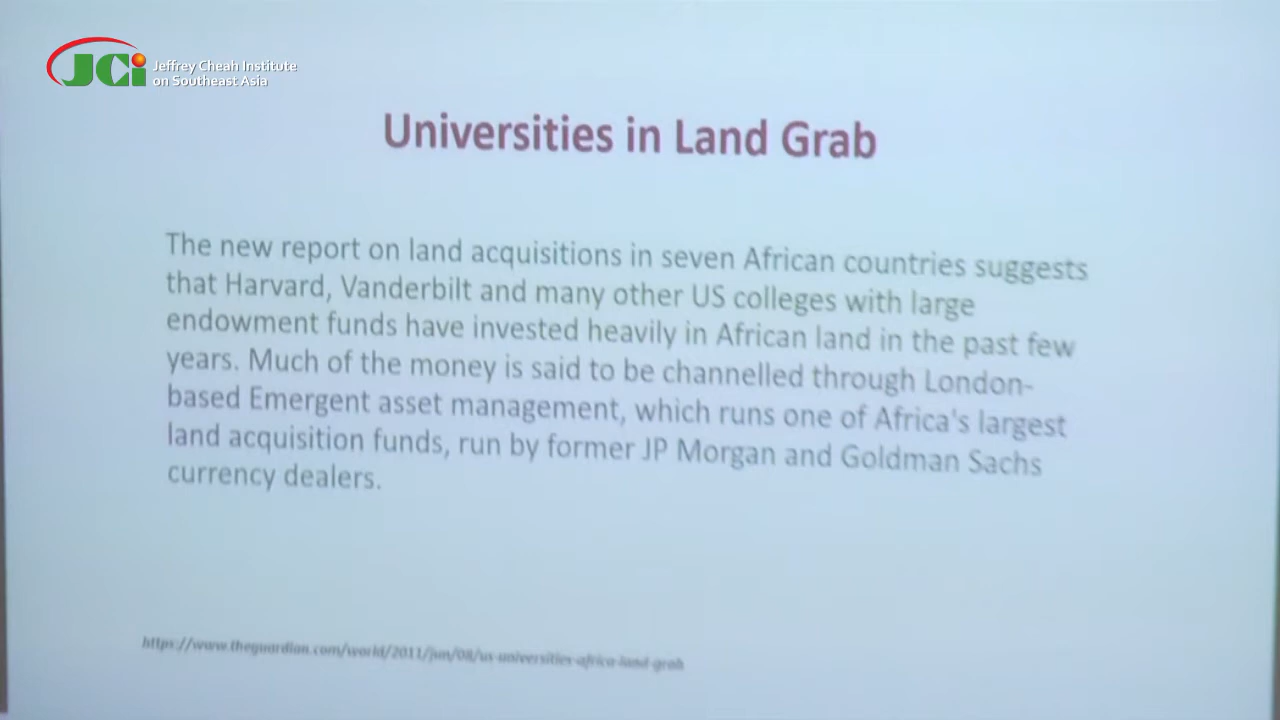 JCi Jeffrey Cheah Institute
on Southeast Asia
Universities in Land Grab
The new report on land acquisitions in seven African countries suggests
that Harvard, Vanderbilt and many other US colleges with large
endowment funds have invested heavily in African land in the past few
years. Much of the money is said to be channelled through London-
based Emergent asset management, which runs one of Africa's largest
land acquisition funds, run by former JP Morgan and Goldman Sachs
currency dealers.
https://www.theguardian.com/world/2011/jun/08/us-universities-africa-land-grab